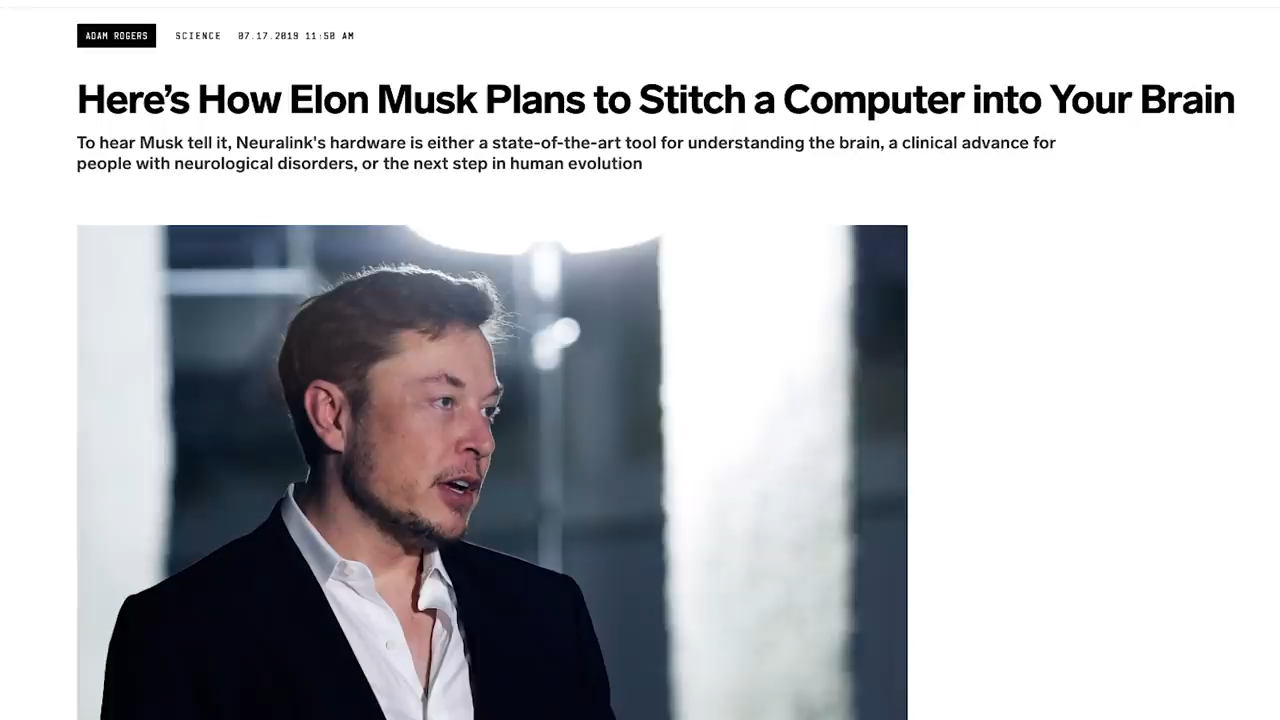 ADAM ROGERS SCIENCE 07.17.2019 11:50 AM
Here’s How Elon Musk Plans to Stitch a Computer into Your Brain
To hear Musk tell it, Neuralink's hardware is either a state-of-the-art tool for understanding the brain, a clinical advance for
people with neurological disorders, or the next step in human evolution